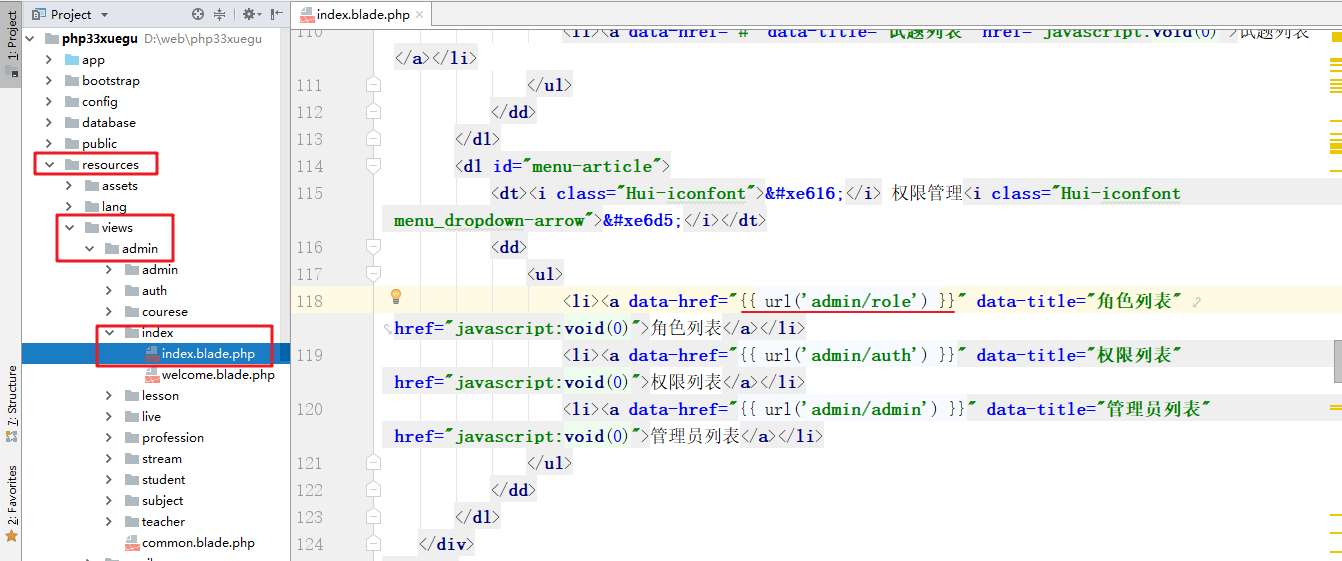 1: Project
7: Structure
2: Favorites
Project
php33xuegu D:\web\php33xuegu
app
bootstrap
config
database
public
resources
assets
lang
views
admin
admin
auth
courese
index
index.blade.php
welcome.blade.php
lesson
live
profession
stream
student
subject
teacher
common.blade.php
index.blade.php
110 <li><a data-href="#" data-title="试题列表" href="javascript:void(0)">试题列表
</a></li>
111 </ul>
112 </dd>
113 </dl>
114 <dl id="menu-article">
115 <dt><i class="Hui-iconfont">&#xe616;</i> 权限管理<i class="Hui-iconfont
menu_dropdown-arrow">&#xe6d5;</i></dt>
116 <dd>
117 <ul>
118 <li><a data-href="{{ url('admin/role') }}" data-title="角色列表"
href="javascript:void(0)">角色列表</a></li>
119 <li><a data-href="{{ url('admin/auth') }}" data-title="权限列表"
href="javascript:void(0)">权限列表</a></li>
120 <li><a data-href="{{ url('admin/admin') }}" data-title="管理员列表"
href="javascript:void(0)">管理员列表</a></li>
121 </ul>
122 </dd>
123 </dl>
124 </div>